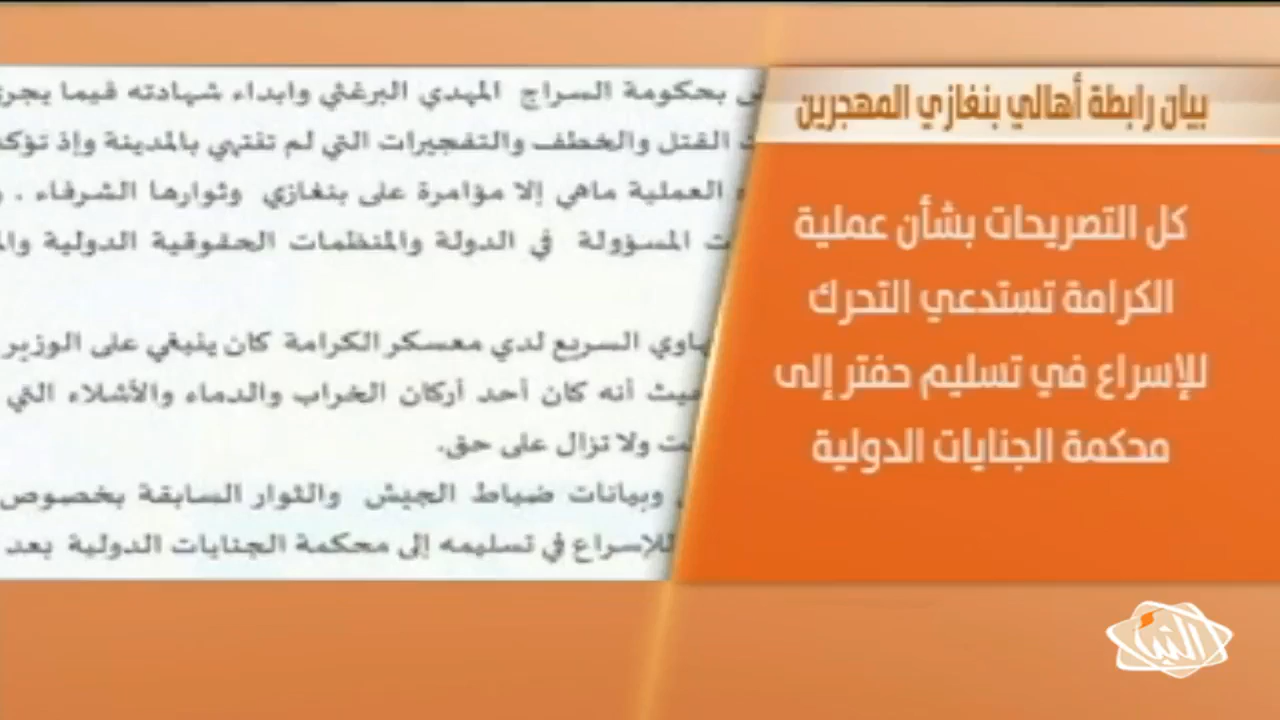 بيان رابطة أهالي بنغازي المهجرين
كل التصريحات بشأن عملية
الكرامة تستدعي التحرك
للإسراع في تسليم حفتر إلى
محكمة الجنايات الدولية
بحكومة السراج المهدي البرغثي وابداء شهادته فيما
القتل والخطف والتفجيرات التي لم تنتهي بالمدينة وإذ
العملية ماهي إلا مؤامرة على بنغازي وثوارها الشرفاء .
المسؤولة في الدولة والمنظمات الحقوقية الدولية
السريع لدي معسكر الكرامة كان ينبغي على الوزير
أنه كان أحد أركان الخراب والدماء والأشلاء التي
ولا تزال على حق.
وبيانات ضباط الجيش والثوار السابقة بخصوص
للإسراع في تسليمه إلى محكمة الجنايات الدولية بعد
النبأ